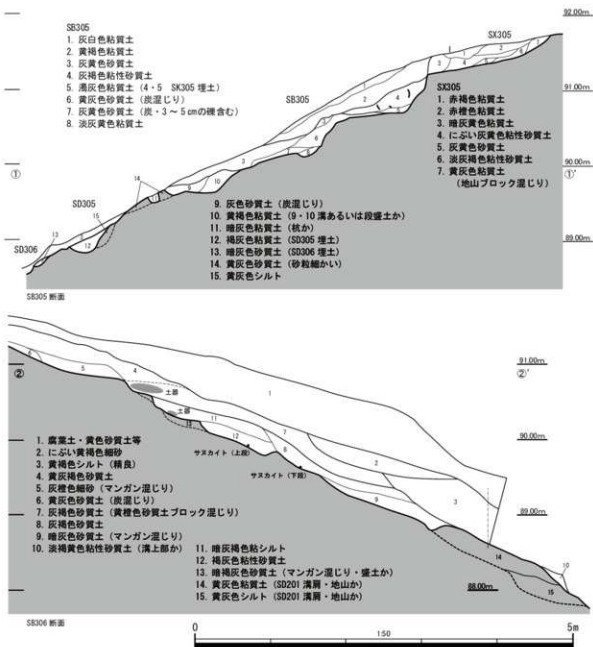 SB305
1. 灰白色粘質土
2. 黄褐色粘質土
3. 灰黄色砂質土
4. 灰褐色粘性砂質土
5. 濁灰色粘質土（4・5 SK305 埋土）
6. 黄灰色砂質土（炭混じり）
7. 灰黄色砂質土（炭・3～5㎝の礫含む）
8. 淡灰黄色粘質土
92.00m
SX305
91.00m
SB305
SX305
1. 赤褐色粘質土
2. 赤橙色粘質土
3. 暗灰黄色粘質土
4. にぶい灰黄色粘性砂質土
5. 灰黄色砂質土
6. 淡灰褐色粘性砂質土
7. 黄灰色粘質土
（地山ブロック混じり）
90.00m
①
①'
SD305
9. 灰色砂質土（炭混じり）
10. 黄褐色粘質土（9・10 溝あるいは段盛土か）
11. 暗灰色粘質土（杭か）
12. 褐灰色粘質土（SD305 埋土）
13. 暗灰色砂質土（SD306 埋土）
14. 黄灰色砂質土（砂粒細かい）
15. 黄灰色シルト
SD306
89.00m
SB305 断面
②
91.00m
②'
土器
土器
サヌカイト（上段）
サヌカイト（下段）
90.00m
1. 腐葉土・黄色砂質土等
2. にぶい黄褐色細砂
3. 黄褐色シルト（精良）
4. 黄灰褐色砂質土
5. 灰橙色細砂（マンガン混じり）
6. 黄灰色砂質土（炭混じり）
7. 灰褐色砂質土（黄橙色砂質土ブロック混じり）
8. 灰褐色砂質土
9. 暗灰色砂質土（マンガン混じり）
10. 淡褐黄色粘性砂質土（溝上部か）
11. 暗灰褐色粘シルト
12. 褐灰色粘性砂質土
13. 暗褐灰色砂質土（マンガン混じり・盛土か）
14. 黄灰色粘質土（SD201 溝肩・地山か）
15. 黄灰色シルト（SD201 溝肩・地山か）
89.00m
88.00m
SB306 断面
0
1:50
5m